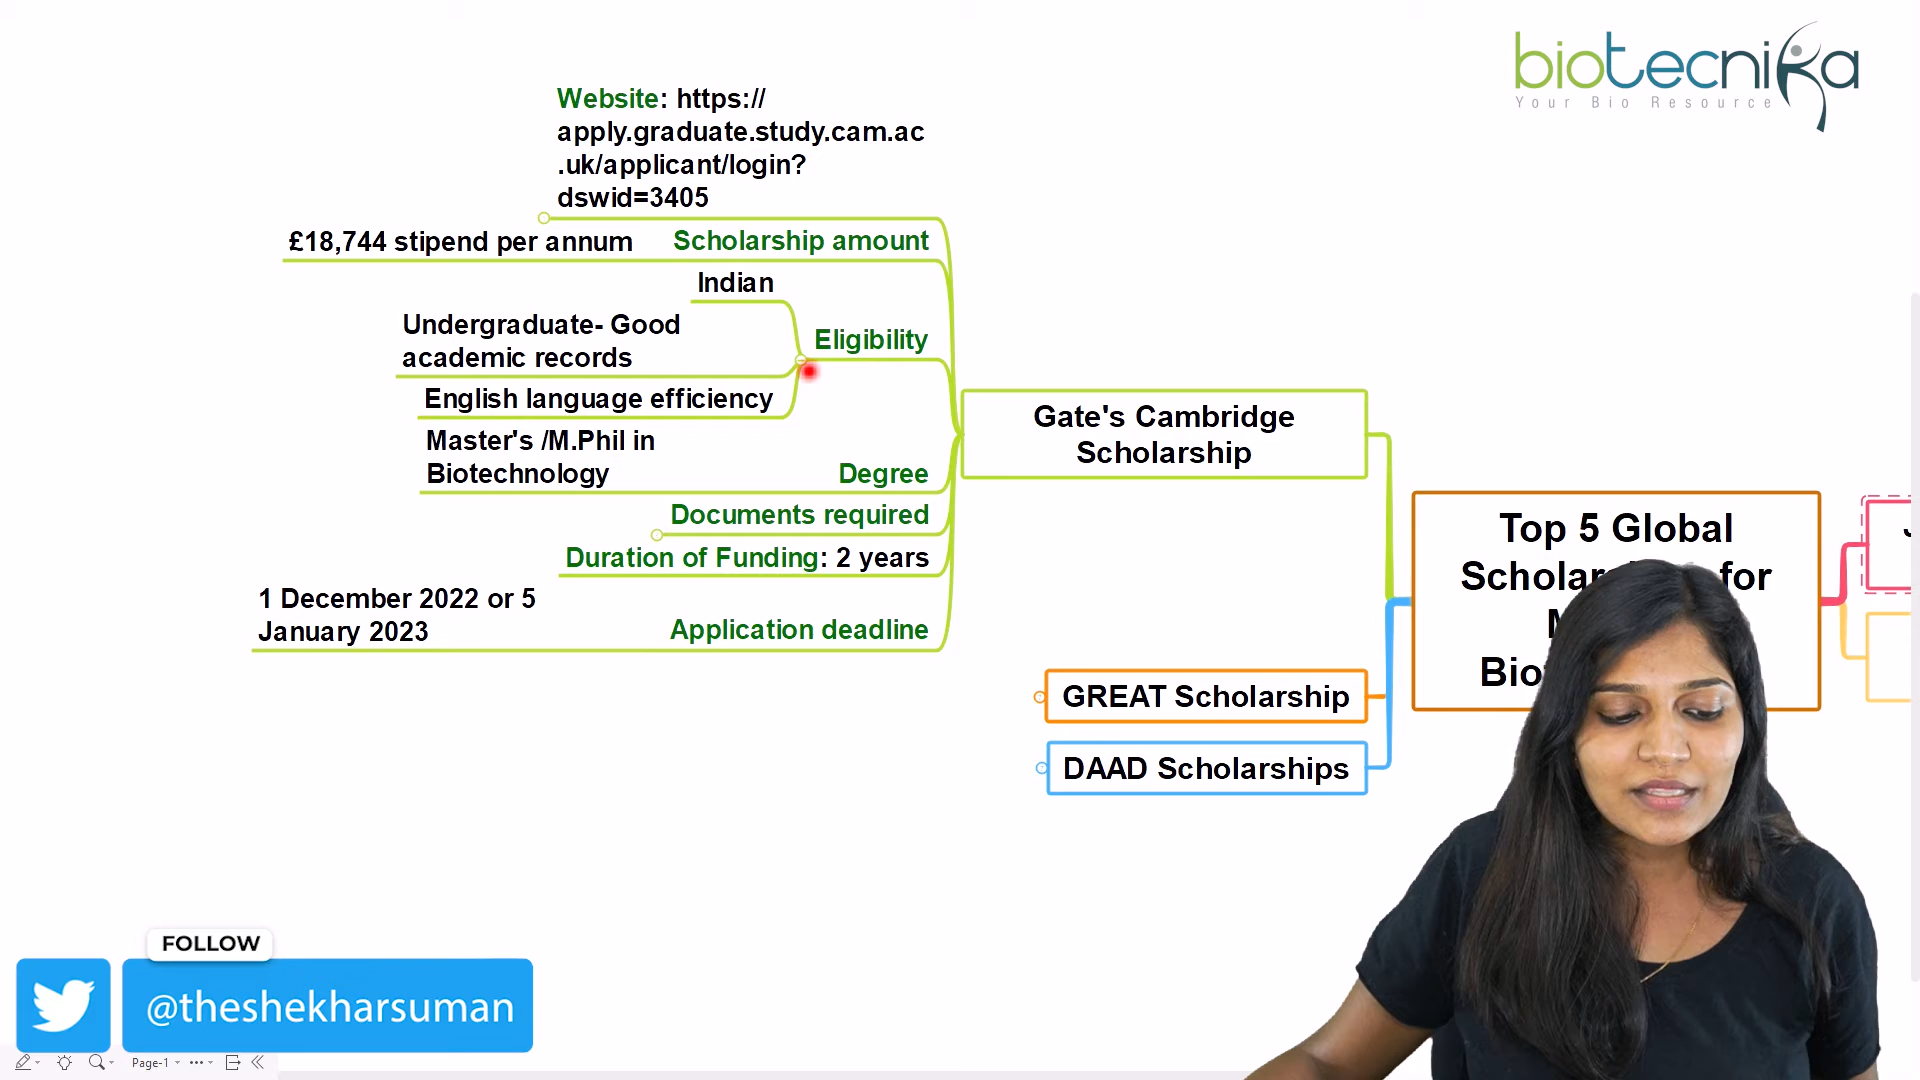 biotecnika
Your Bio Resource
Website: https://
apply.graduate.study.cam.ac
.uk/applicant/login?
dswid=3405
£18,744 stipend per annum
Scholarship amount
Indian
Undergraduate- Good
academic records
English language efficiency
Eligibility
Master's /M.Phil in
Biotechnology
Degree
Documents required
Duration of Funding: 2 years
1 December 2022 or 5
January 2023
Application deadline
Gate's Cambridge
Scholarship
GREAT Scholarship
DAAD Scholarships
Top 5 Global
for
FOLLOW
@theshekharsuman
Page-1